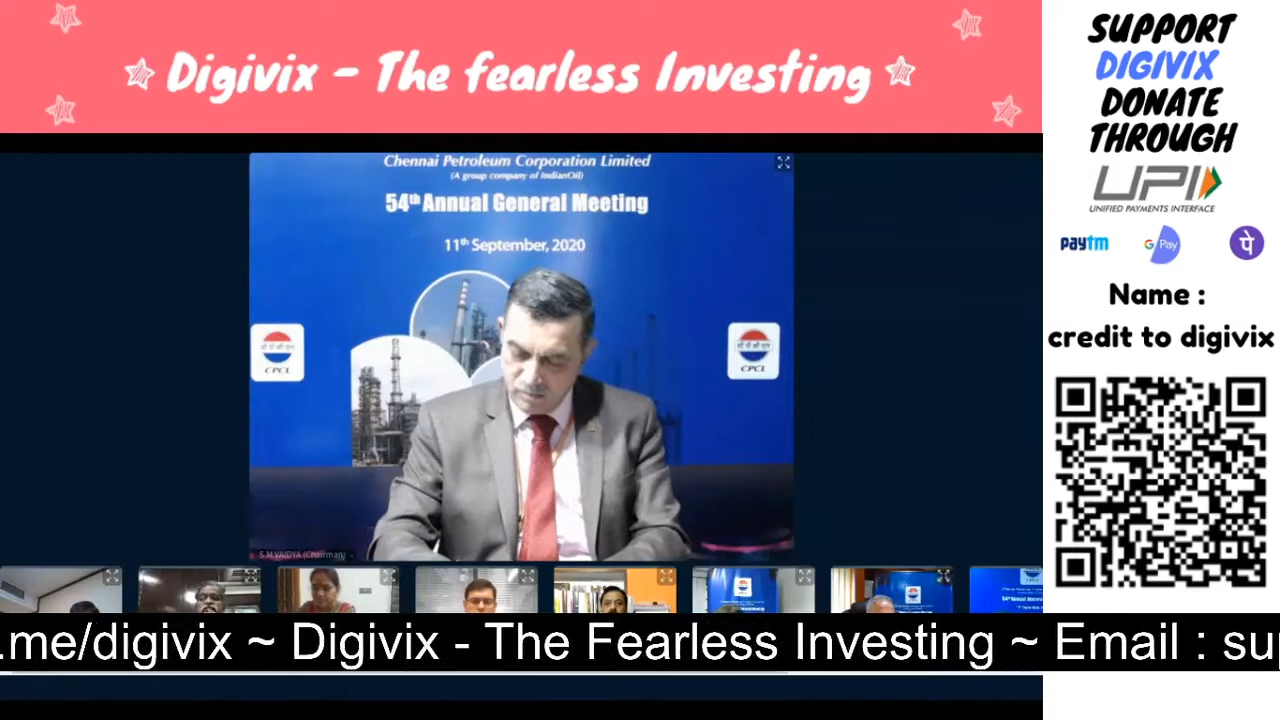 Digivix - The fearless Investing
Chennai Petroleum Corporation Limited
(A group company of IndianOil)
54th Annual General Meeting
11th September, 2020
सी पी सी एल
CPCL
सी पी सी एल
CPCL
S.M.VAIDYA (Chairman)
.me/digivix ~ Digivix - The Fearless Investing ~ Email : su
SUPPORT
DIGIVIX
DONATE
THROUGH
UPI
UNIFIED PAYMENTS INTERFACE
paytm
G Pay
पे
Name :
credit to digivix